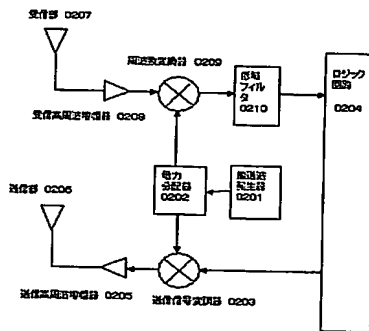 受信部 0207
周波数変換器
0209
受信高周波増幅器 0208
低域
フィル
タ
0210
ロジック
回路
0204
送信部 0206
電力
分配器
0202
搬送波
発生器
0201
送信高周波増幅器 0205
送信信号変調器 0203